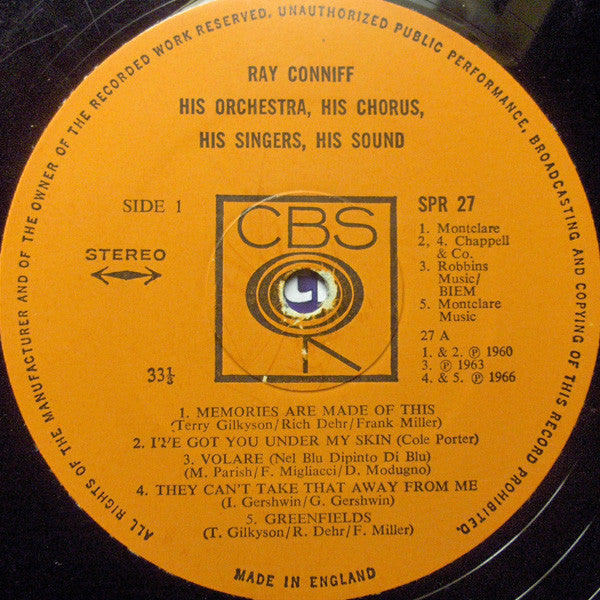 ALL RIGHTS OF THE MANUFACTURER AND OF THE OWNER OF THE RECORDED WORK RESERVED. UNAUTHORIZED PUBLIC PERFORMANCE, BROADCASTING AND COPYING OF THIS RECORD PROHIBITED.
RAY CONNIFF
HIS ORCHESTRA, HIS CHORUS,
HIS SINGERS, HIS SOUND
SIDE 1
STEREO
33⅓
CBS
SPR 27
1. Montclare
2, 4. Chappell
& Co.
3. Robbins
Music/
BIEM
5. Montclare
Music
27 A
1. & 2. ℗ 1960
3. ℗ 1963
4. & 5. ℗ 1966
1. MEMORIES ARE MADE OF THIS
(Terry Gilkyson/Rich Dehr/Frank Miller)
2. I'VE GOT YOU UNDER MY SKIN (Cole Porter)
3. VOLARE (Nel Blu Dipinto Di Blu)
(M. Parish/F. Migliacci/D. Modugno)
4. THEY CAN'T TAKE THAT AWAY FROM ME
(I. Gershwin/G. Gershwin)
5. GREENFIELDS
(T. Gilkyson/R. Dehr/F. Miller)
MADE IN ENGLAND